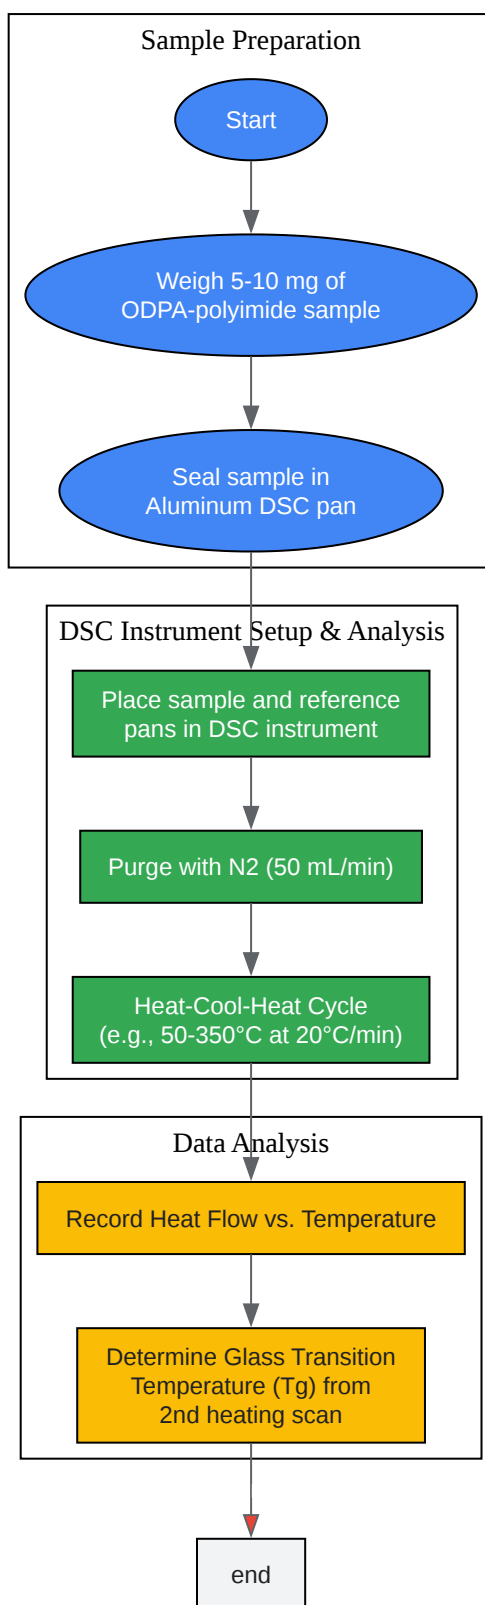 Sample Preparation
Start
Weigh 5-10 mg of
ODPA-polyimide sample
Seal sample in
Aluminum DSC pan
DSC Instrument Setup & Analysis
Place sample and reference
pans in DSC instrument
Purge with N2 (50 mL/min)
Heat-Cool-Heat Cycle
(e.g., 50-350°C at 20°C/min)
Data Analysis
Record Heat Flow vs. Temperature
Determine Glass Transition
Temperature (Tg) from
2nd heating scan
end